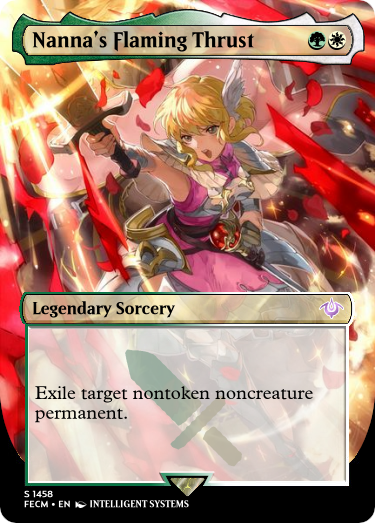 Nanna's Flaming Thrust
Legendary Sorcery
Exile target nontoken noncreature
permanent.
S 1458
FECM • EN INTELLIGENT SYSTEMS